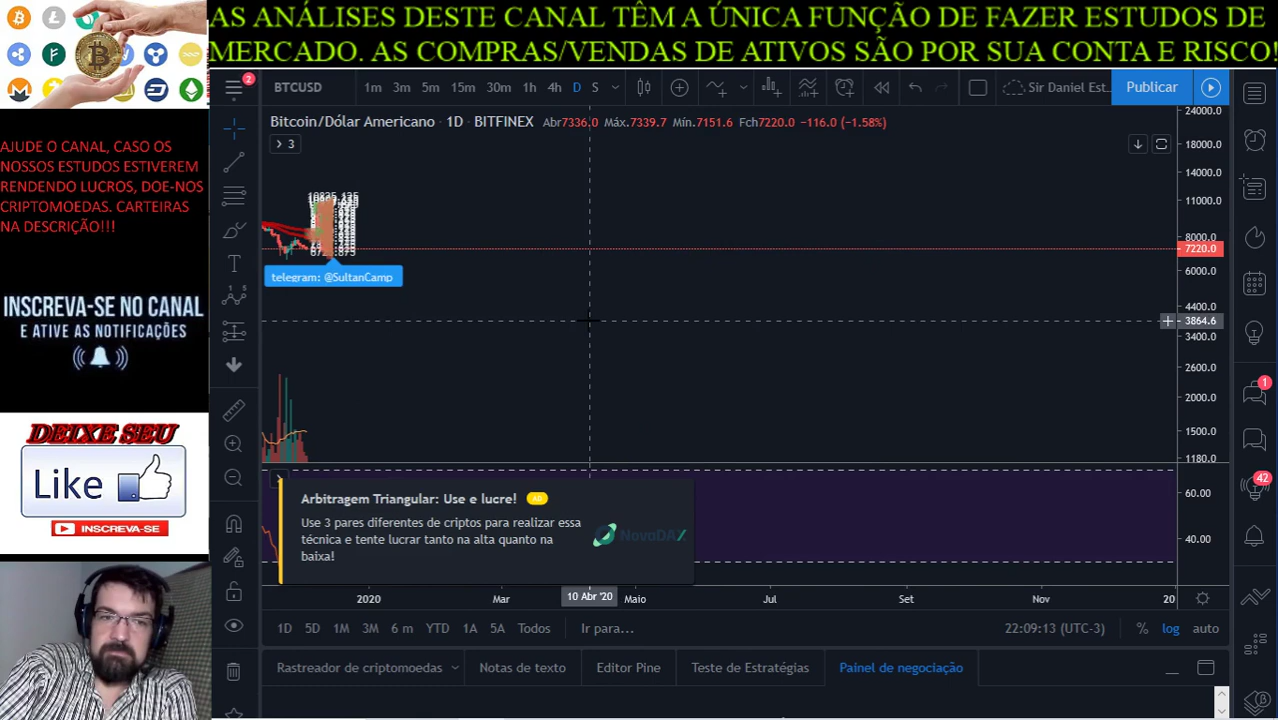 AS ANÁLISES DESTE CANAL TÊM A ÚNICA FUNÇÃO DE FAZER ESTUDOS DE
MERCADO. AS COMPRAS/VENDAS DE ATIVOS SÃO POR SUA CONTA E RISCO!
AJUDE O CANAL, CASO OS
NOSSOS ESTUDOS ESTIVEREM
RENDENDO LUCROS, DOE-NOS
CRIPTOMOEDAS. CARTEIRAS
NA DESCRIÇÃO!!!
INSCREVA-SE NO CANAL
E ATIVE AS NOTIFICAÇÕES
DEIXE SEU
Like
INSCREVA-SE
2
BTCUSD 1m 3m 5m 15m 30m 1h 4h D S Sir Daniel Est... Publicar
Bitcoin/Dólar Americano · 1D · BITFINEX Abr7336.0 Máx.7339.7 Mín.7151.6 Fch7220.0 −116.0 (−1.58%)
3
telegram: @SultanCamp
24000.0
18000.0
14000.0
11000.0
8000.0
7220.0
6000.0
4400.0
3864.6
3400.0
2600.0
2000.0
1500.0
1180.0
60.00
40.00
1
42
Arbitragem Triangular: Use e lucre! AD
Use 3 pares diferentes de criptos para realizar essa
técnica e tente lucrar tanto na alta quanto na
baixa!
NovaDAX
2020 Mar 10 Abr '20 Maio Jul Set Nov 20
1D 5D 1M 3M 6 m YTD 1A 5A Todos Ir para... 22:09:13 (UTC-3) % log auto
Rastreador de criptomoedas Notas de texto Editor Pine Teste de Estratégias Painel de negociação